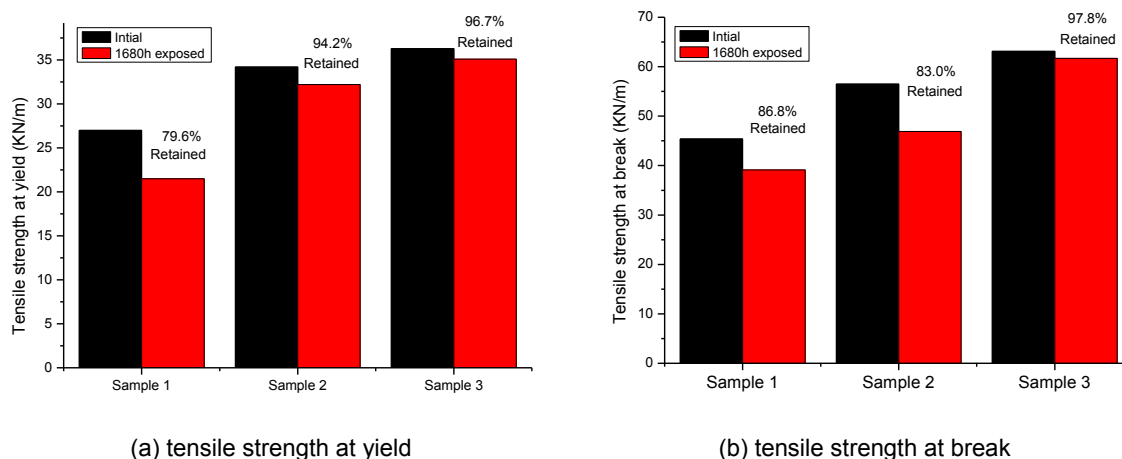 Tensile strength at yield (KN/m)
35
30
25
20
15
10
5
0
Intial
1680h exposed
79.6%
Retained
94.2%
Retained
96.7%
Retained
Sample 1
Sample 2
Sample 3
(a) tensile strength at yield
Tensile strength at break (KN/m)
70
60
50
40
30
20
10
0
Intial
1680h exposed
86.8%
Retained
83.0%
Retained
97.8%
Retained
Sample 1
Sample 2
Sample 3
(b) tensile strength at break